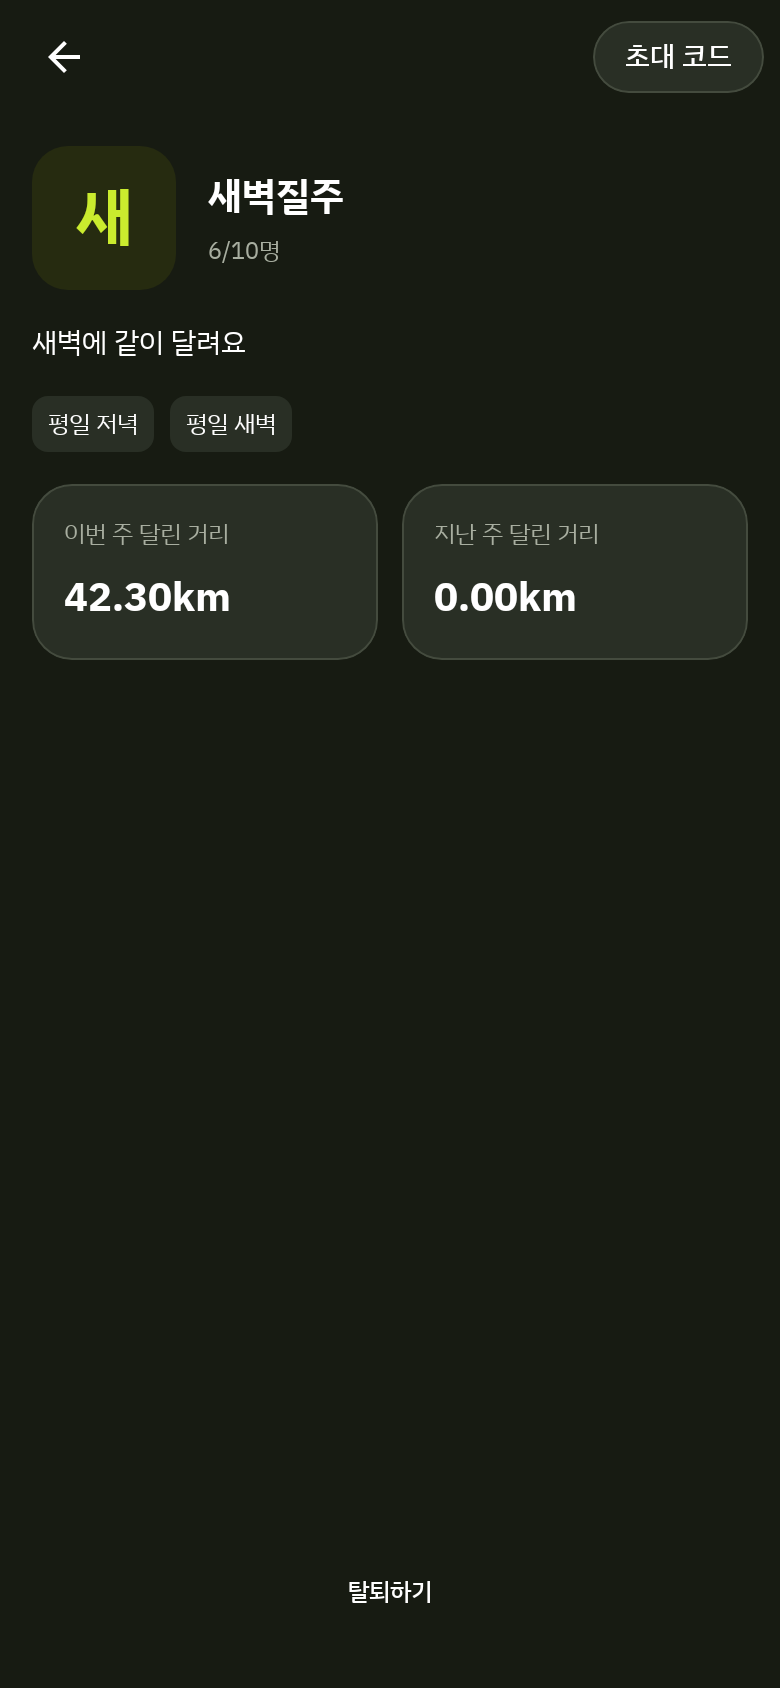 초대 코드
새
새벽질주
6/10명
새벽에 같이 달려요
평일 저녁
평일 새벽
이번 주 달린 거리
42.30km
지난 주 달린 거리
0.00km
탈퇴하기